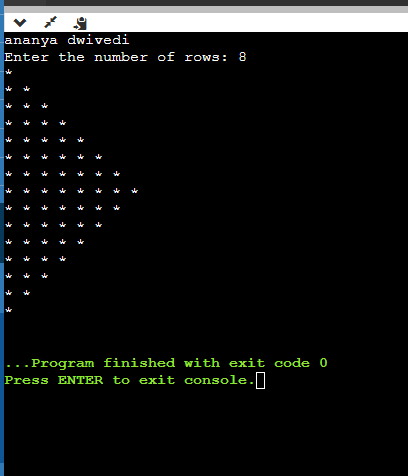 ananya dwivedi
Enter the number of rows: 8
*
* *
* * *
* * * *
* * * * *
* * * * * *
* * * * * * *
* * * * * * * *
* * * * * * *
* * * * * *
* * * * *
* * * *
* * *
* *
*
...Program finished with exit code 0
Press ENTER to exit console.